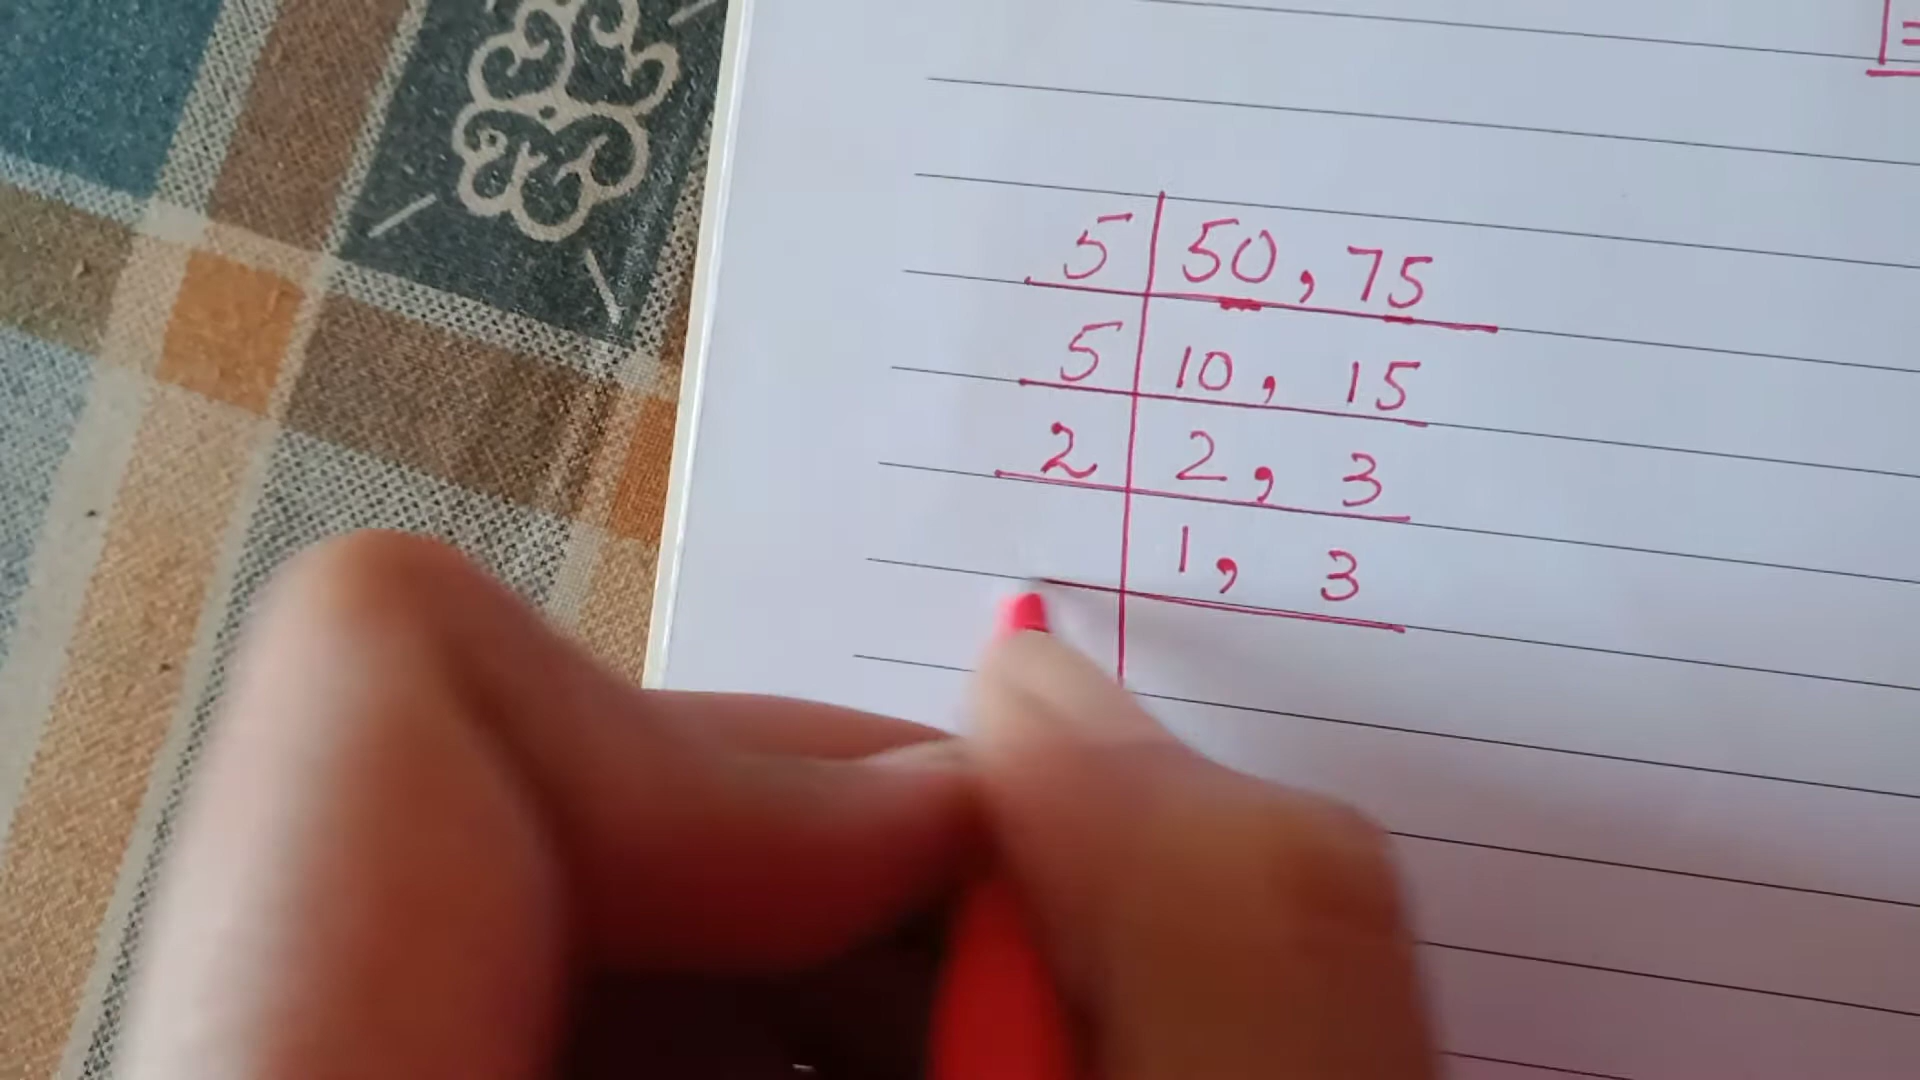 =
5 | 50, 75
5 | 10, 15
2 | 2, 3
1, 3